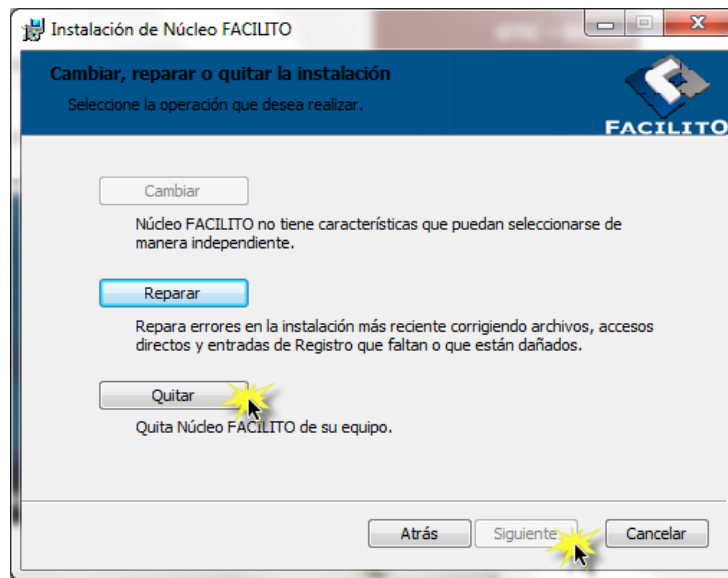 Instalación de Núcleo FACILITO
Cambiar, reparar o quitar la instalación
Seleccione la operación que desea realizar.
FACILITO
Cambiar
Núcleo FACILITO no tiene características que puedan seleccionarse de
manera independiente.
Reparar
Repara errores en la instalación más reciente corrigiendo archivos, accesos
directos y entradas de Registro que faltan o que están dañados.
Quitar
Quita Núcleo FACILITO de su equipo.
Atrás
Siguiente
Cancelar